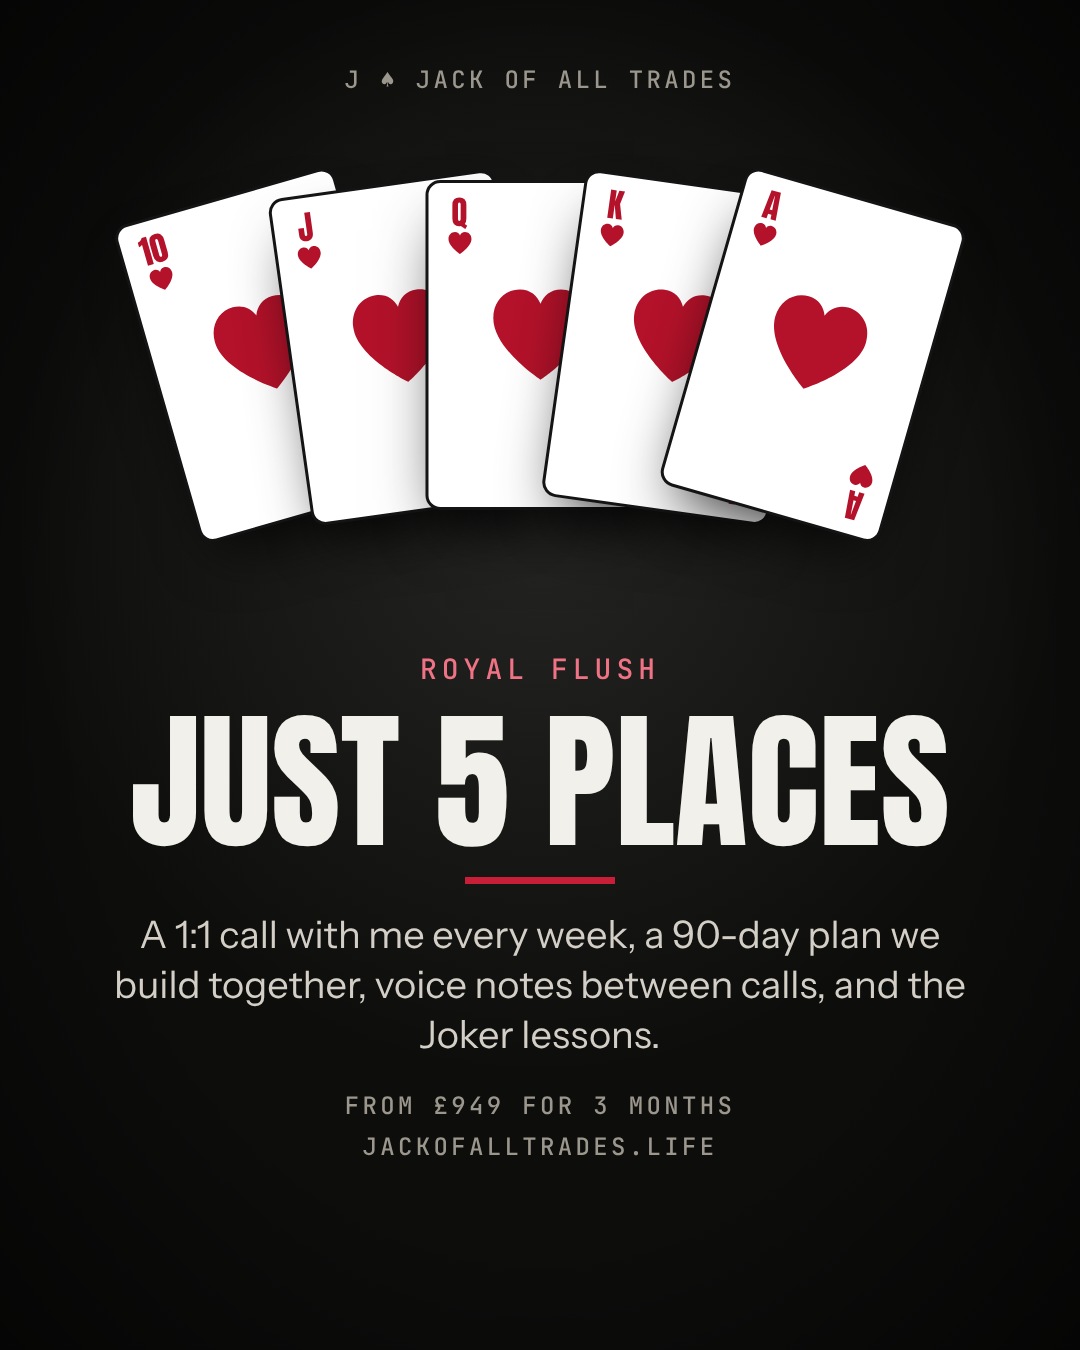 J ♠ JACK OF ALL TRADES
10
J
Q
K
A
A
ROYAL FLUSH
JUST 5 PLACES
A 1:1 call with me every week, a 90-day plan we
build together, voice notes between calls, and the
Joker lessons.
FROM £949 FOR 3 MONTHS
JACKOFALLTRADES.LIFE